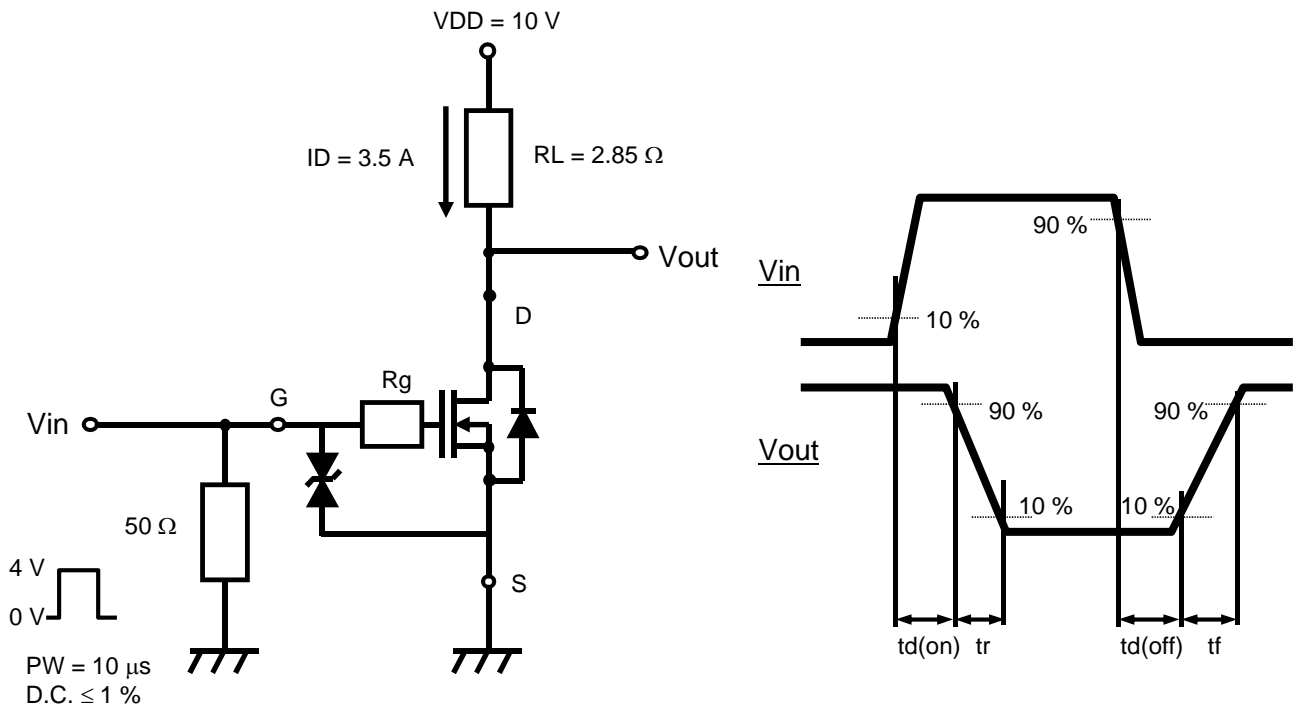 VDD = 10 V
ID = 3.5 A
RL = 2.85 Ω
Vout
D
Rg
G
Vin
50 Ω
4 V
0 V
S
PW = 10 μs
D.C. ≤ 1 %
90 %
Vin
10 %
90 %
90 %
Vout
10 %
10 %
td(on)
tr
td(off)
tf